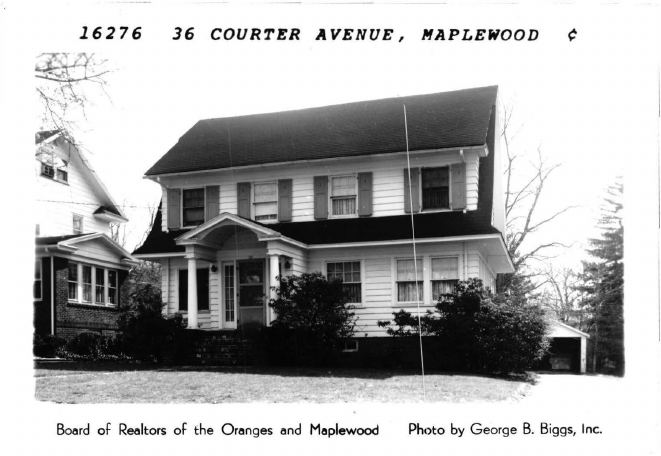 16276 36 COURTER AVENUE, MAPLEWOOD ¢
Board of Realtors of the Oranges and Maplewood Photo by George B. Biggs, Inc.